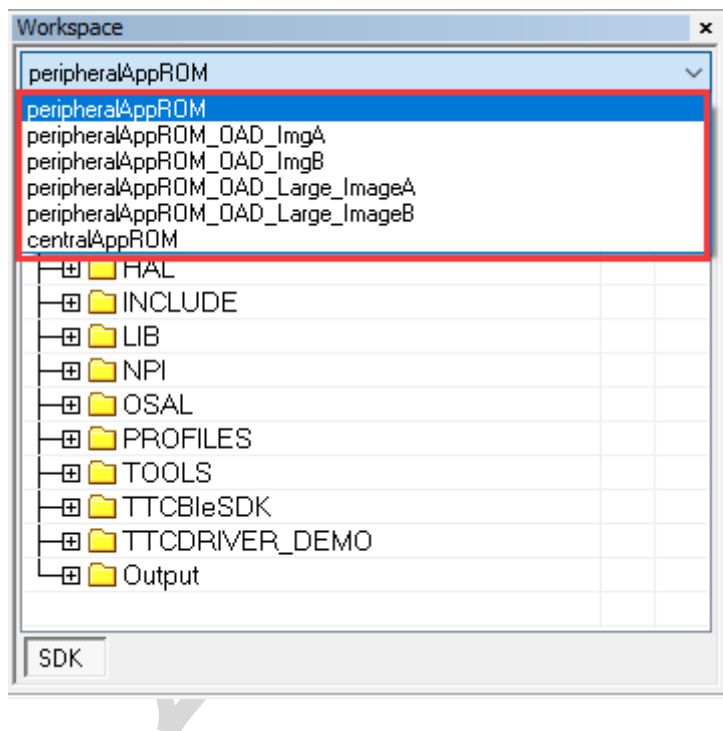 Workspace
peripheralAppROM
peripheralAppROM
peripheralAppROM_OAD_ImgA
peripheralAppROM_OAD_ImgB
peripheralAppROM_OAD_Large_ImageA
peripheralAppROM_OAD_Large_ImageB
centralAppROM
HAL
INCLUDE
LIB
NPI
OSAL
PROFILES
TOOLS
TTCBleSDK
TTCDRIVER_DEMO
Output
SDK